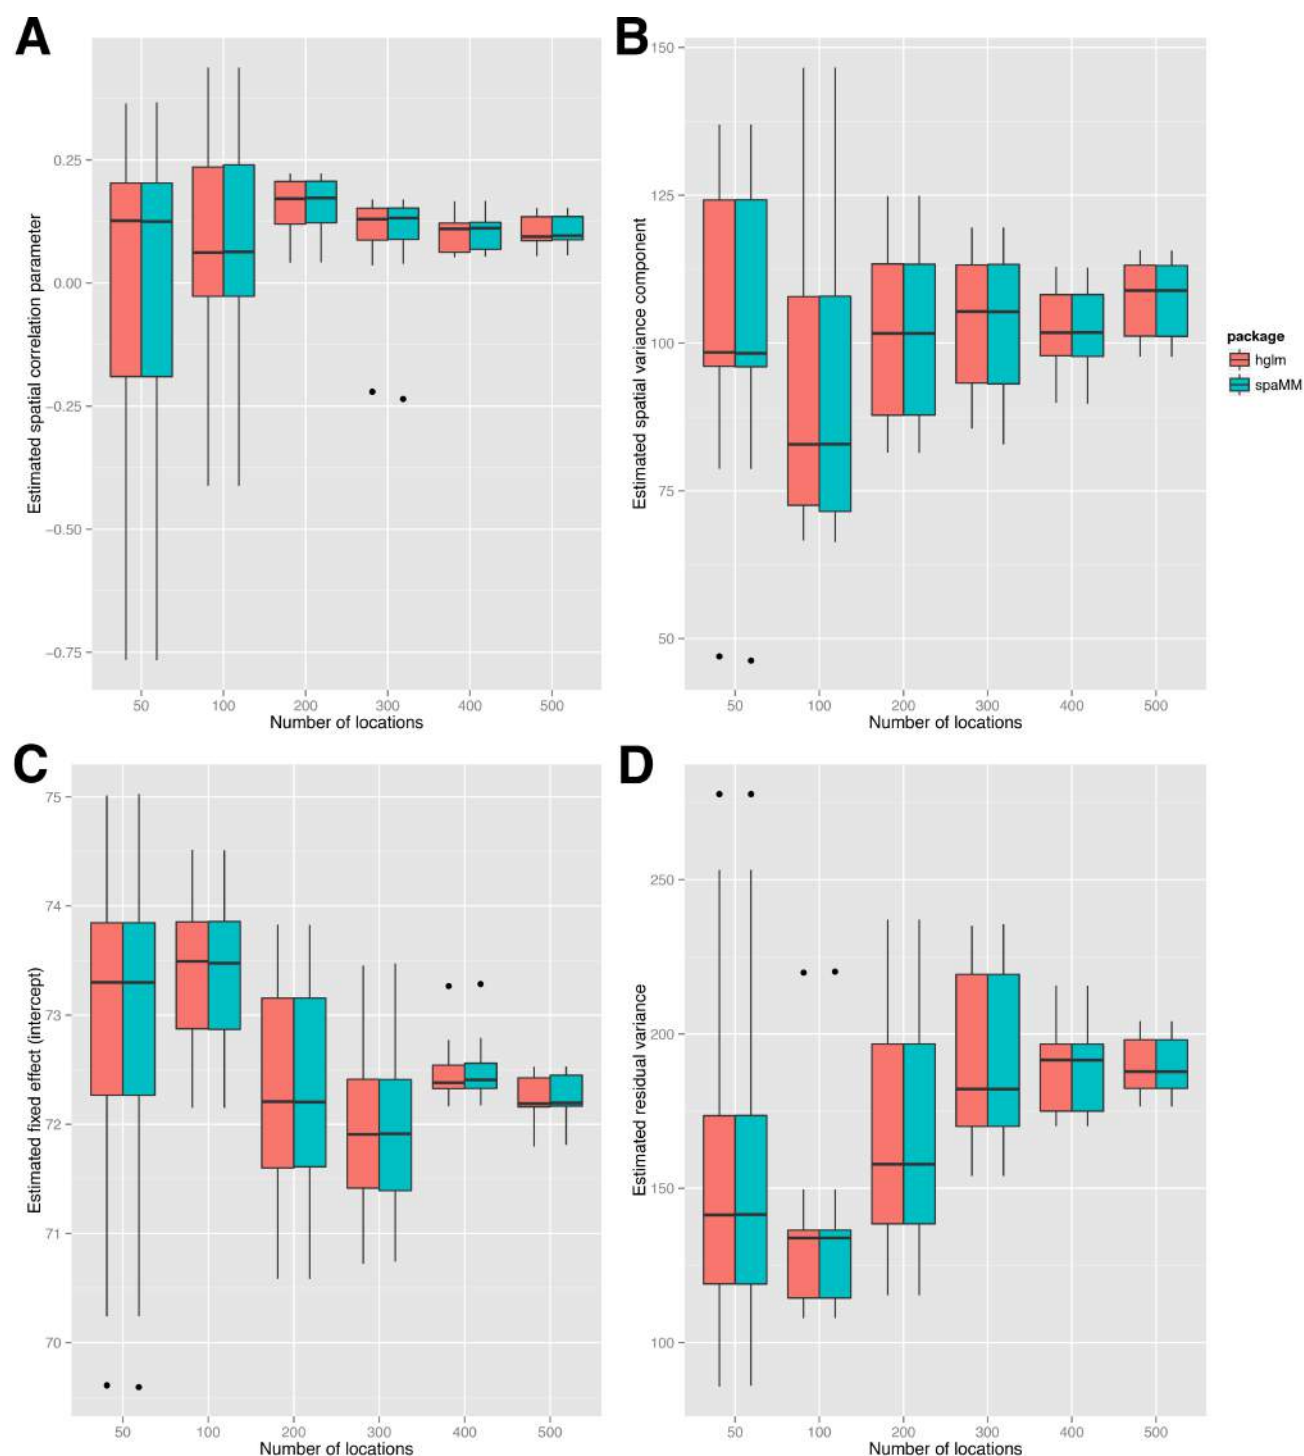 A
Estimated spatial correlation parameter
0.25
0.00
−0.25
−0.50
−0.75
50 100 200 300 400 500
Number of locations
B
Estimated spatial variance component
150
125
100
75
50
50 100 200 300 400 500
Number of locations
package
hglm
spaMM
C
Estimated fixed effect (intercept)
75
74
73
72
71
70
50 100 200 300 400 500
Number of locations
D
Estimated residual variance
250
200
150
100
50 100 200 300 400 500
Number of locations